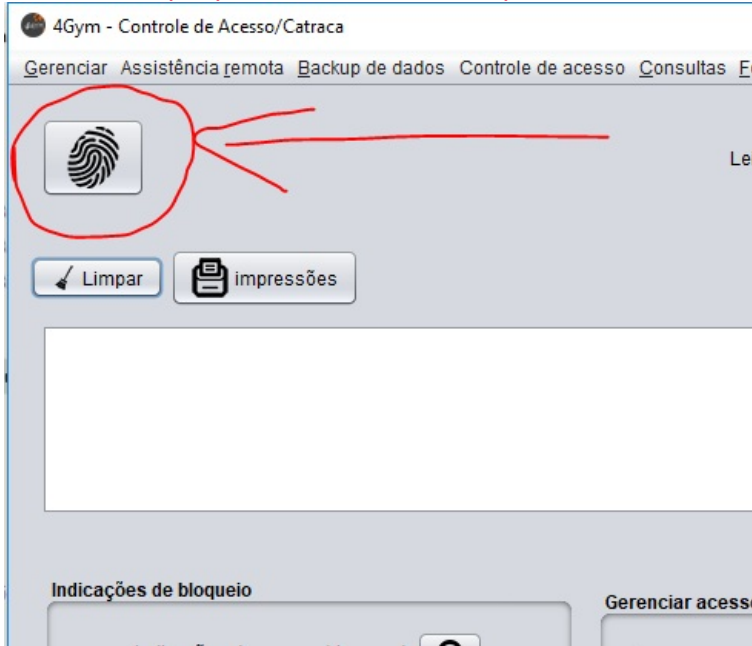 4Gym - Controle de Acesso/Catraca
Gerenciar Assistência remota Backup de dados Controle de acesso Consultas
Le
Limpar impressões
Indicações de bloqueio
Gerenciar acesso